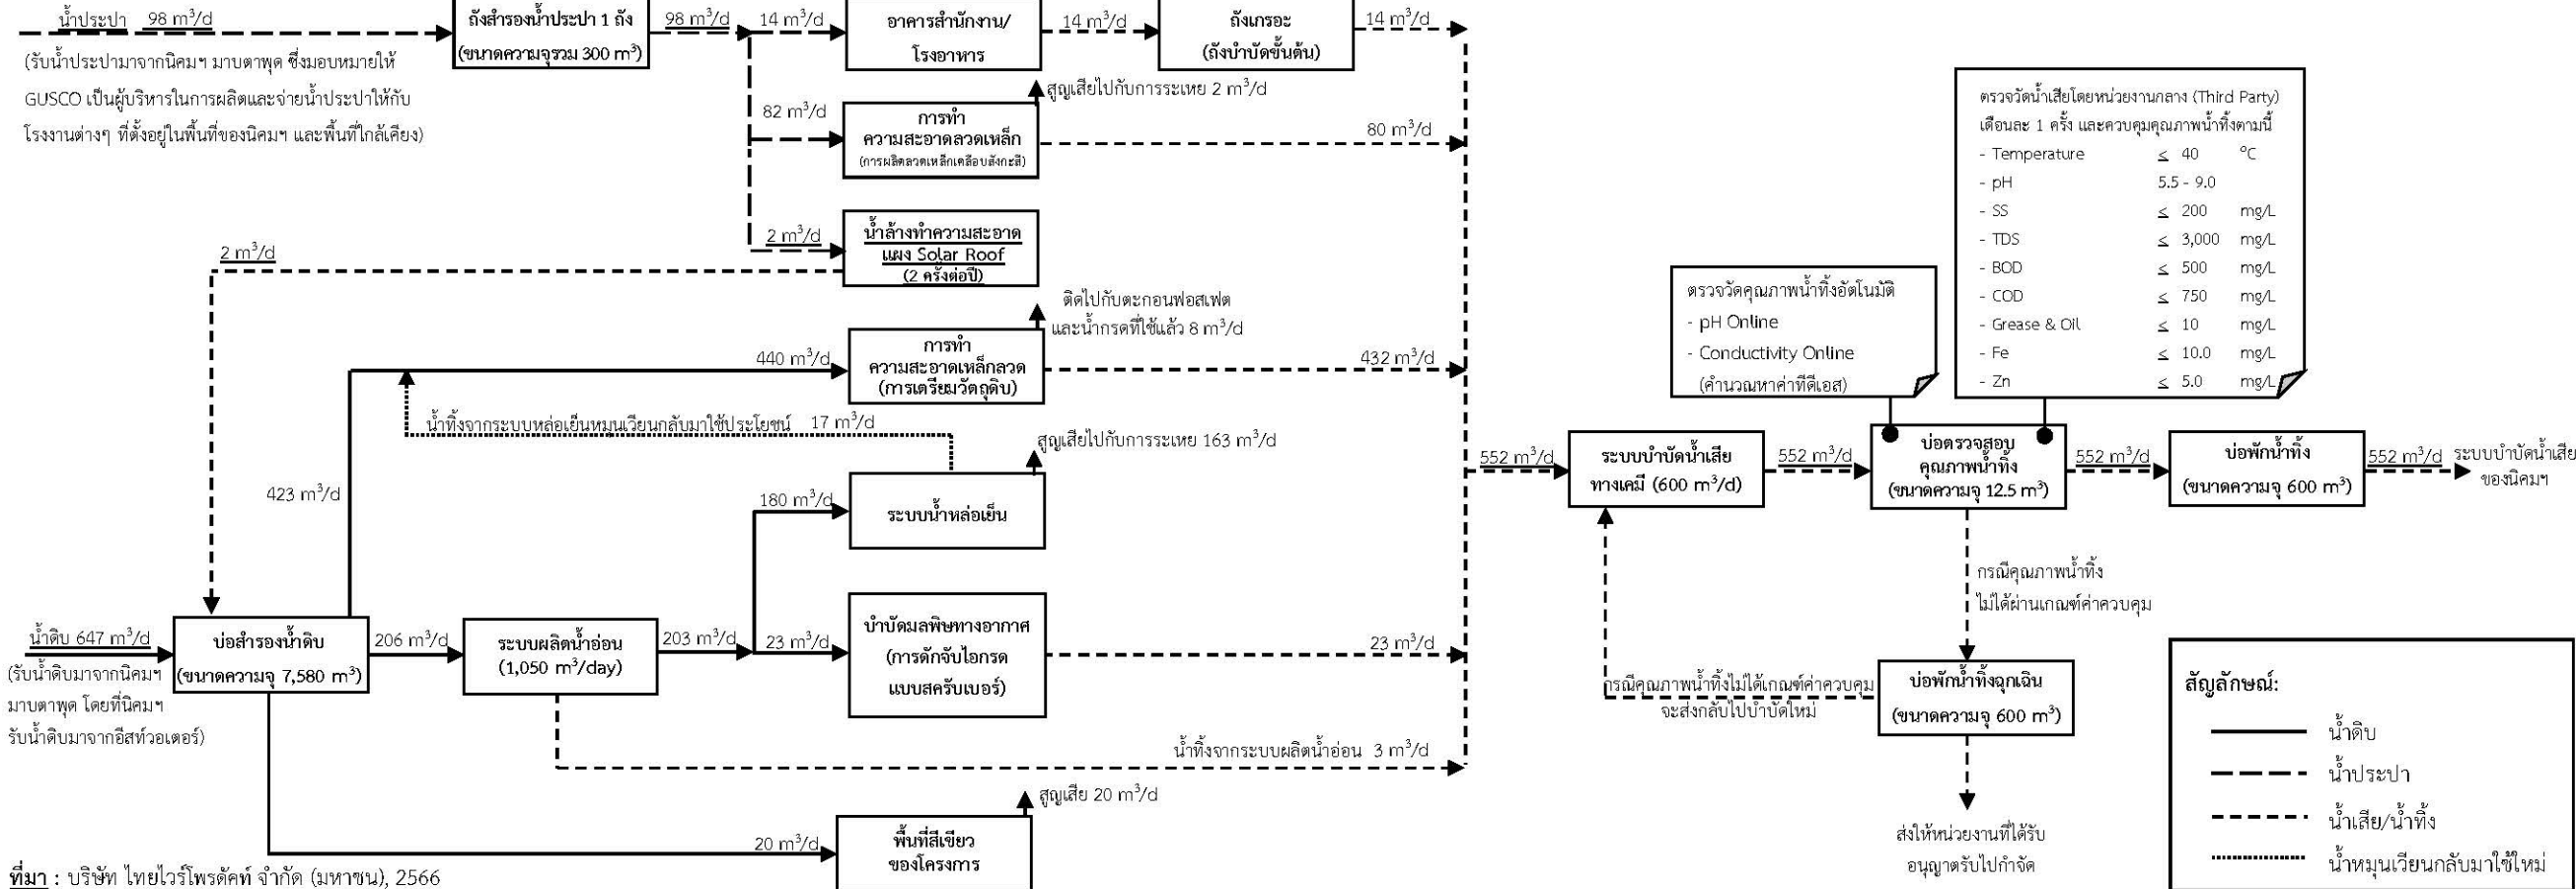 น้ำประปา 98 m³/d
(รับน้ำประปามาจากนิคมฯ มาบตาพุด ซึ่งมอบหมายให้
GUSCO เป็นผู้บริหารในการผลิตและจ่ายน้ำประปาให้กับ
โรงงานต่างๆ ที่ตั้งอยู่ในพื้นที่ของนิคมฯ และพื้นที่ใกล้เคียง)
ถังสำรองน้ำประปา 1 ถัง
(ขนาดความจุรวม 300 m³)
98 m³/d
14 m³/d
อาคารสำนักงาน/
โรงอาหาร
14 m³/d
ถังเกรอะ
(ถังบำบัดขั้นต้น)
14 m³/d
82 m³/d
การทำ
ความสะอาดลวดเหล็ก
(การผลิตลวดเหล็กเคลือบสังกะสี)
สูญเสียไปกับการระเหย 2 m³/d
80 m³/d
2 m³/d
น้ำล้างทำความสะอาด
แผง Solar Roof
(2 ครั้งต่อปี)
2 m³/d
440 m³/d
การทำ
ความสะอาดเหล็กลวด
(การเตรียมวัตถุดิบ)
ติดไปกับตะกอนฟอสเฟต
และน้ำกรดที่ใช้แล้ว 8 m³/d
432 m³/d
น้ำทิ้งจากระบบหล่อเย็นหมุนเวียนกลับมาใช้ประโยชน์ 17 m³/d
423 m³/d
180 m³/d
ระบบน้ำหล่อเย็น
สูญเสียไปกับการระเหย 163 m³/d
น้ำดิบ 647 m³/d
(รับน้ำดิบมาจากนิคมฯ
มาบตาพุด โดยที่นิคมฯ
รับน้ำดิบมาจากอีสท์วอเตอร์)
บ่อสำรองน้ำดิบ
(ขนาดความจุ 7,580 m³)
206 m³/d
ระบบผลิตน้ำอ่อน
(1,050 m³/day)
203 m³/d
23 m³/d
บำบัดมลพิษทางอากาศ
(การดักจับไอกรด
แบบสครับเบอร์)
23 m³/d
น้ำทิ้งจากระบบผลิตน้ำอ่อน 3 m³/d
20 m³/d
พื้นที่สีเขียว
ของโครงการ
สูญเสีย 20 m³/d
552 m³/d
ระบบบำบัดน้ำเสีย
ทางเคมี (600 m³/d)
552 m³/d
บ่อตรวจสอบ
คุณภาพน้ำทิ้ง
(ขนาดความจุ 12.5 m³)
552 m³/d
บ่อพักน้ำทิ้ง
(ขนาดความจุ 600 m³)
552 m³/d
ระบบบำบัดน้ำเสีย
ของนิคมฯ
ตรวจวัดคุณภาพน้ำทิ้งอัตโนมัติ
- pH Online
- Conductivity Online
(คำนวณหาค่าทีดีเอส)
ตรวจวัดน้ำเสียโดยหน่วยงานกลาง (Third Party)
เดือนละ 1 ครั้ง และควบคุมคุณภาพน้ำทิ้งตามนี้
- Temperature ≤ 40 °C
- pH 5.5 - 9.0
- SS ≤ 200 mg/L
- TDS ≤ 3,000 mg/L
- BOD ≤ 500 mg/L
- COD ≤ 750 mg/L
- Grease & Oil ≤ 10 mg/L
- Fe ≤ 10.0 mg/L
- Zn ≤ 5.0 mg/L
กรณีคุณภาพน้ำทิ้ง
ไม่ได้ผ่านเกณฑ์ค่าควบคุม
บ่อพักน้ำทิ้งฉุกเฉิน
(ขนาดความจุ 600 m³)
กรณีคุณภาพน้ำทิ้งไม่ได้เกณฑ์ค่าควบคุม
จะส่งกลับไปบำบัดใหม่
ส่งให้หน่วยงานที่ได้รับ
อนุญาตรับไปกำจัด
สัญลักษณ์:
น้ำดิบ
น้ำประปา
น้ำเสีย/น้ำทิ้ง
น้ำหมุนเวียนกลับมาใช้ใหม่
ที่มา : บริษัท ไทยไวร์โพรดัคท์ จำกัด (มหาชน), 2566